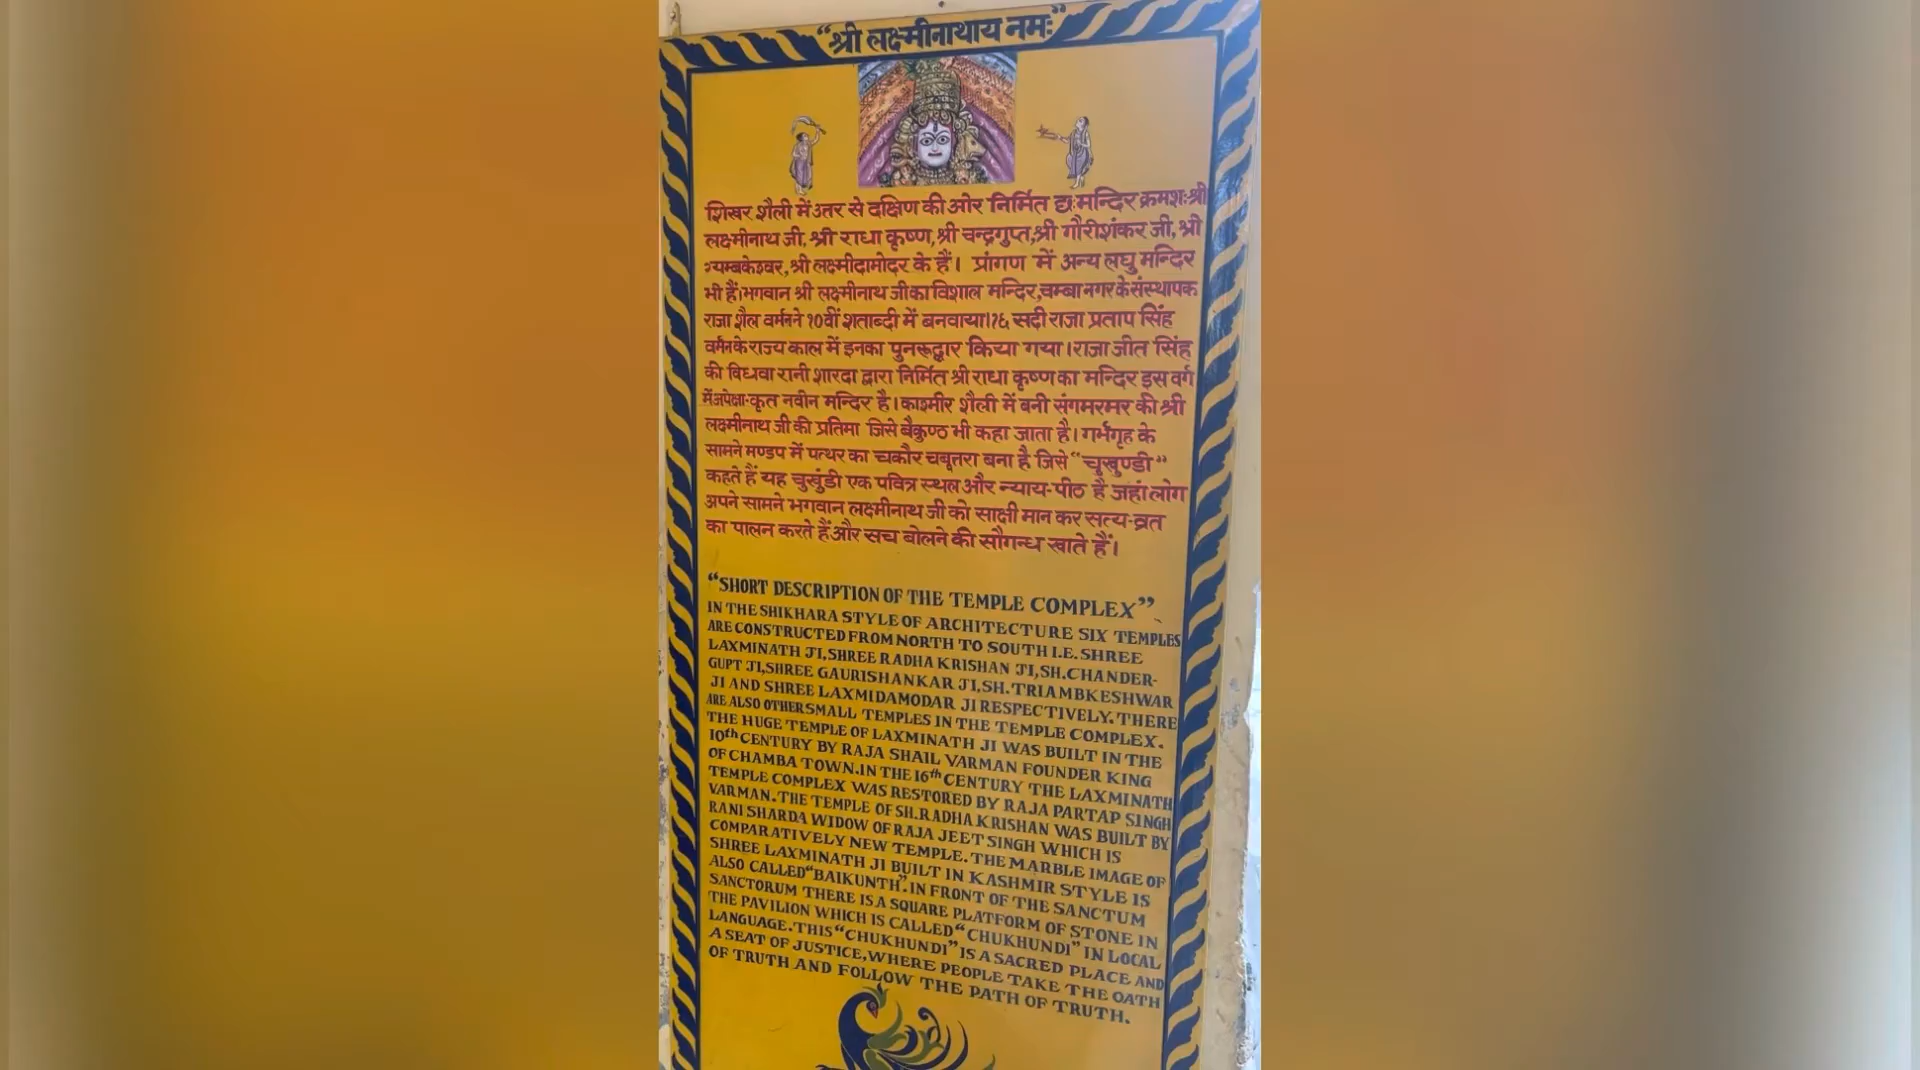 “श्री लक्ष्मीनाथाय नमः”
शिखर शैली में उतर से दक्षिण की ओर निर्मित छः मन्दिर क्रमशः श्री
लक्ष्मीनाथ जी, श्री राधा कृष्ण, श्री चन्द्रगुप्त, श्री गौरीशंकर जी, श्री
त्र्यम्बकेश्वर, श्री लक्ष्मीदामोदर के हैं। प्रांगण में अन्य लघु मन्दिर
भी हैं। भगवान श्री लक्ष्मीनाथ जी का विशाल मन्दिर, चम्बा नगर के संस्थापक
राजा शैल वर्मन ने १०वीं शताब्दी में बनवाया। १६ सदी राजा प्रताप सिंह
वर्मन के राज्य काल में इनका पुनरूद्धार किया गया। राजा जीत सिंह
की विधवा रानी शारदा द्वारा निर्मित श्री राधा कृष्ण का मन्दिर इस वर्ग
में अपेक्षा-कृत नवीन मन्दिर है। काश्मीर शैली में बनी संगमरमर की श्री
लक्ष्मीनाथ जी की प्रतिमा जिसे बैकुण्ठ भी कहा जाता है। गर्भगृह के
सामने मण्डप में पत्थर का चकौर चबूतरा बना है जिसे “चूखुण्डी”
कहते हैं यह चुखुंडी एक पवित्र स्थल और न्याय-पीठ है जहां लोग
अपने सामने भगवान लक्ष्मीनाथ जी को साक्षी मान कर सत्य-व्रत
का पालन करते हैं और सच बोलने की सौगन्ध खाते हैं।
“SHORT DESCRIPTION OF THE TEMPLE COMPLEX”
IN THE SHIKHARA STYLE OF ARCHITECTURE SIX TEMPLES
ARE CONSTRUCTED FROM NORTH TO SOUTH I.E. SHREE
LAXMINATH JI, SHREE RADHA KRISHAN JI, SH. CHANDER-
GUPT JI, SHREE GAURISHANKAR JI, SH. TRIAMBKESHWAR
JI AND SHREE LAXMIDAMODAR JI RESPECTIVELY. THERE
ARE ALSO OTHER SMALL TEMPLES IN THE TEMPLE COMPLEX.
THE HUGE TEMPLE OF LAXMINATH JI WAS BUILT IN THE
10th CENTURY BY RAJA SHAIL VARMAN FOUNDER KING
OF CHAMBA TOWN. IN THE 16th CENTURY THE LAXMINATH
TEMPLE COMPLEX WAS RESTORED BY RAJA PARTAP SINGH
VARMAN. THE TEMPLE OF SH. RADHA KRISHAN WAS BUILT BY
RANI SHARDA WIDOW OF RAJA JEET SINGH WHICH IS
COMPARATIVELY NEW TEMPLE. THE MARBLE IMAGE OF
SHREE LAXMINATH JI BUILT IN KASHMIR STYLE IS
ALSO CALLED “BAIKUNTH”. IN FRONT OF THE SANCTUM
SANCTORUM THERE IS A SQUARE PLATFORM OF STONE IN
THE PAVILION WHICH IS CALLED “CHUKHUNDI” IN LOCAL
LANGUAGE. THIS “CHUKHUNDI” IS A SACRED PLACE AND
A SEAT OF JUSTICE, WHERE PEOPLE TAKE THE OATH
OF TRUTH AND FOLLOW THE PATH OF TRUTH.